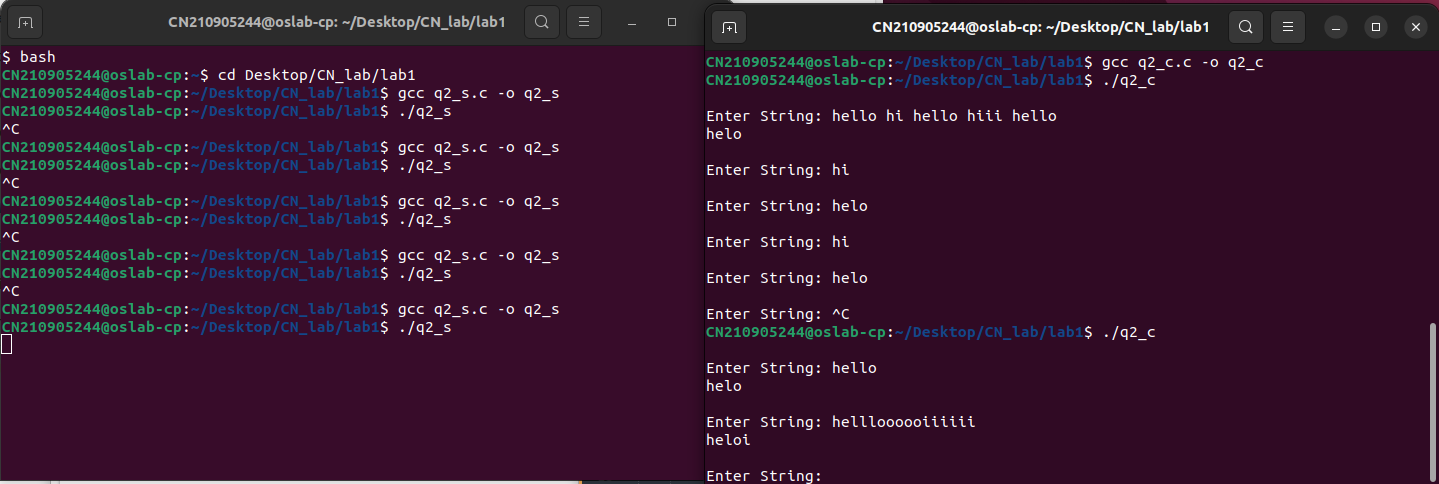 CN210905244@oslab-cp: ~/Desktop/CN_lab/lab1
$ bash
CN210905244@oslab-cp:~$ cd Desktop/CN_lab/lab1
CN210905244@oslab-cp:~/Desktop/CN_lab/lab1$ gcc q2_s.c -o q2_s
CN210905244@oslab-cp:~/Desktop/CN_lab/lab1$ ./q2_s
^C
CN210905244@oslab-cp:~/Desktop/CN_lab/lab1$ gcc q2_s.c -o q2_s
CN210905244@oslab-cp:~/Desktop/CN_lab/lab1$ ./q2_s
^C
CN210905244@oslab-cp:~/Desktop/CN_lab/lab1$ gcc q2_s.c -o q2_s
CN210905244@oslab-cp:~/Desktop/CN_lab/lab1$ ./q2_s
^C
CN210905244@oslab-cp:~/Desktop/CN_lab/lab1$ gcc q2_s.c -o q2_s
CN210905244@oslab-cp:~/Desktop/CN_lab/lab1$ ./q2_s
^C
CN210905244@oslab-cp:~/Desktop/CN_lab/lab1$ gcc q2_s.c -o q2_s
CN210905244@oslab-cp:~/Desktop/CN_lab/lab1$ ./q2_s
CN210905244@oslab-cp: ~/Desktop/CN_lab/lab1
CN210905244@oslab-cp:~/Desktop/CN_lab/lab1$ gcc q2_c.c -o q2_c
CN210905244@oslab-cp:~/Desktop/CN_lab/lab1$ ./q2_c
Enter String: hello hi hello hiii hello
helo
Enter String: hi
Enter String: helo
Enter String: hi
Enter String: helo
Enter String: ^C
CN210905244@oslab-cp:~/Desktop/CN_lab/lab1$ ./q2_c
Enter String: hello
helo
Enter String: hellloooooiiiiii
heloi
Enter String: